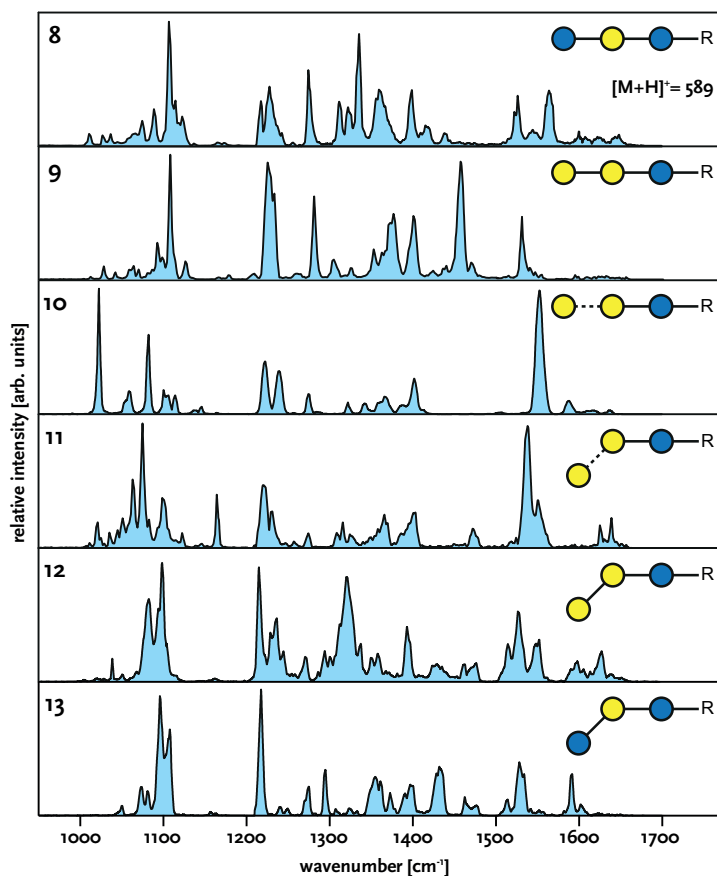 8
R
[M+H]⁺= 589
9
R
10
R
11
R
12
R
13
R
relative intensity [arb. units]
1000 1100 1200 1300 1400 1500 1600 1700
wavenumber [cm⁻¹]